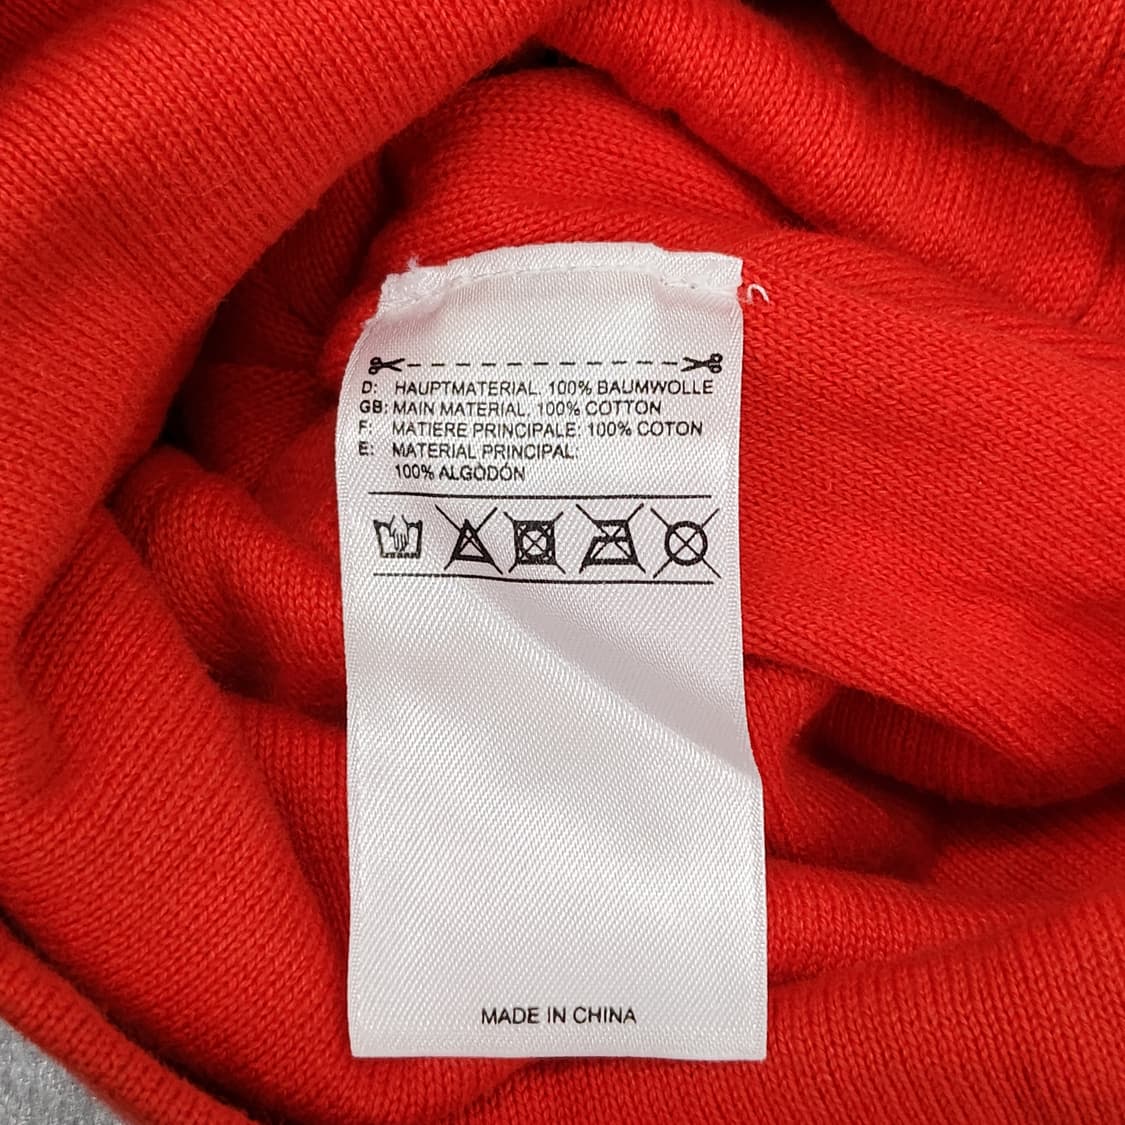 D: HAUPTMATERIAL, 100% BAUMWOLLE
GB: MAIN MATERIAL, 100% COTTON
F: MATIERE PRINCIPALE: 100% COTON
E: MATERIAL PRINCIPAL:
100% ALGODÓN
MADE IN CHINA